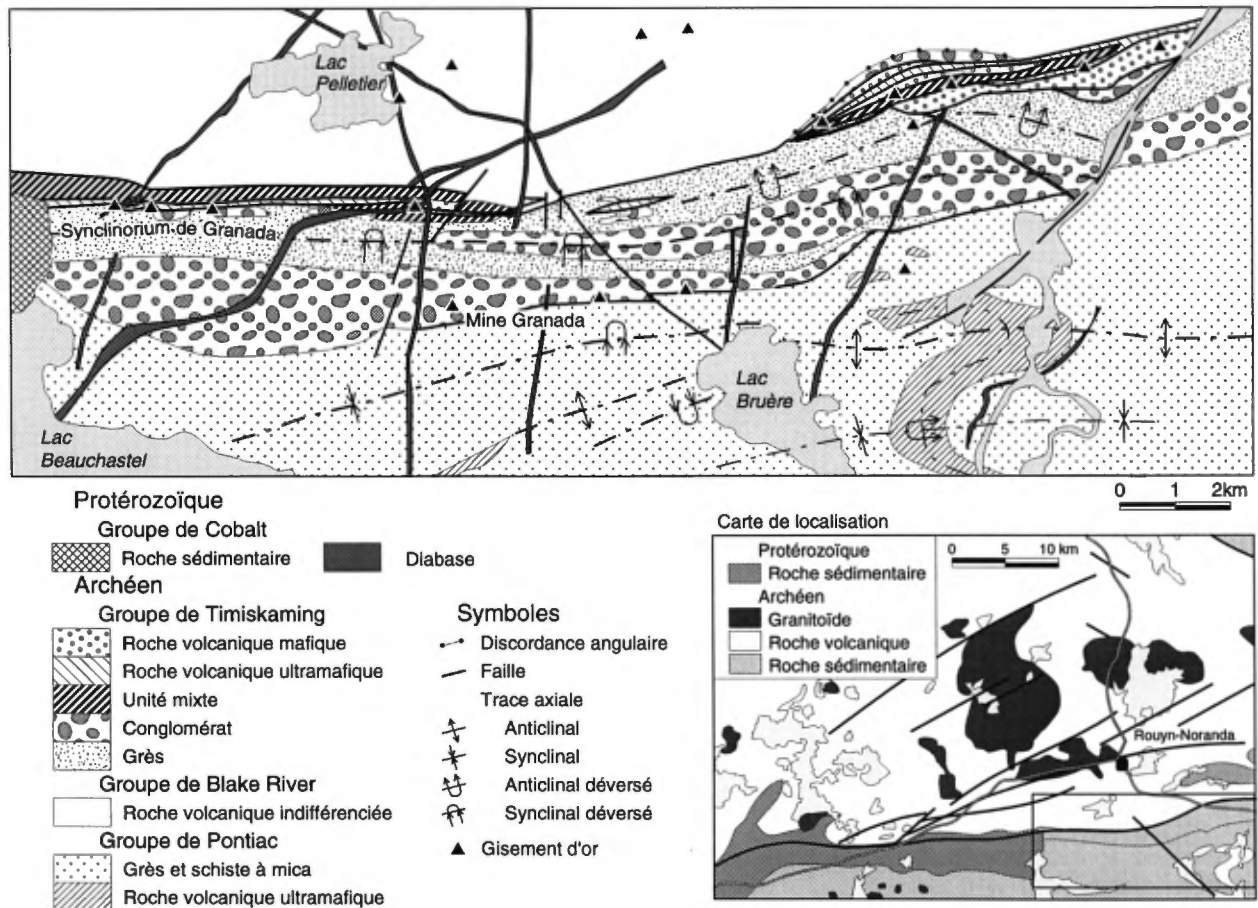 Lac
Pelletier
Synclinorium de Granada
Mine Granada
Lac
Bruère
Lac
Beauchastel
0 1 2km
Protérozoïque
Groupe de Cobalt
Roche sédimentaire
Diabase
Archéen
Groupe de Timiskaming
Roche volcanique mafique
Roche volcanique ultramafique
Unité mixte
Conglomérat
Grès
Groupe de Blake River
Roche volcanique indifférenciée
Groupe de Pontiac
Grès et schiste à mica
Roche volcanique ultramafique
Symboles
Discordance angulaire
Faille
Trace axiale
Anticlinal
Synclinal
Anticlinal déversé
Synclinal déversé
Gisement d'or
Carte de localisation
Protérozoïque
Roche sédimentaire
Archéen
Granitoïde
Roche volcanique
Roche sédimentaire
0 5 10 km
Rouyn-Noranda